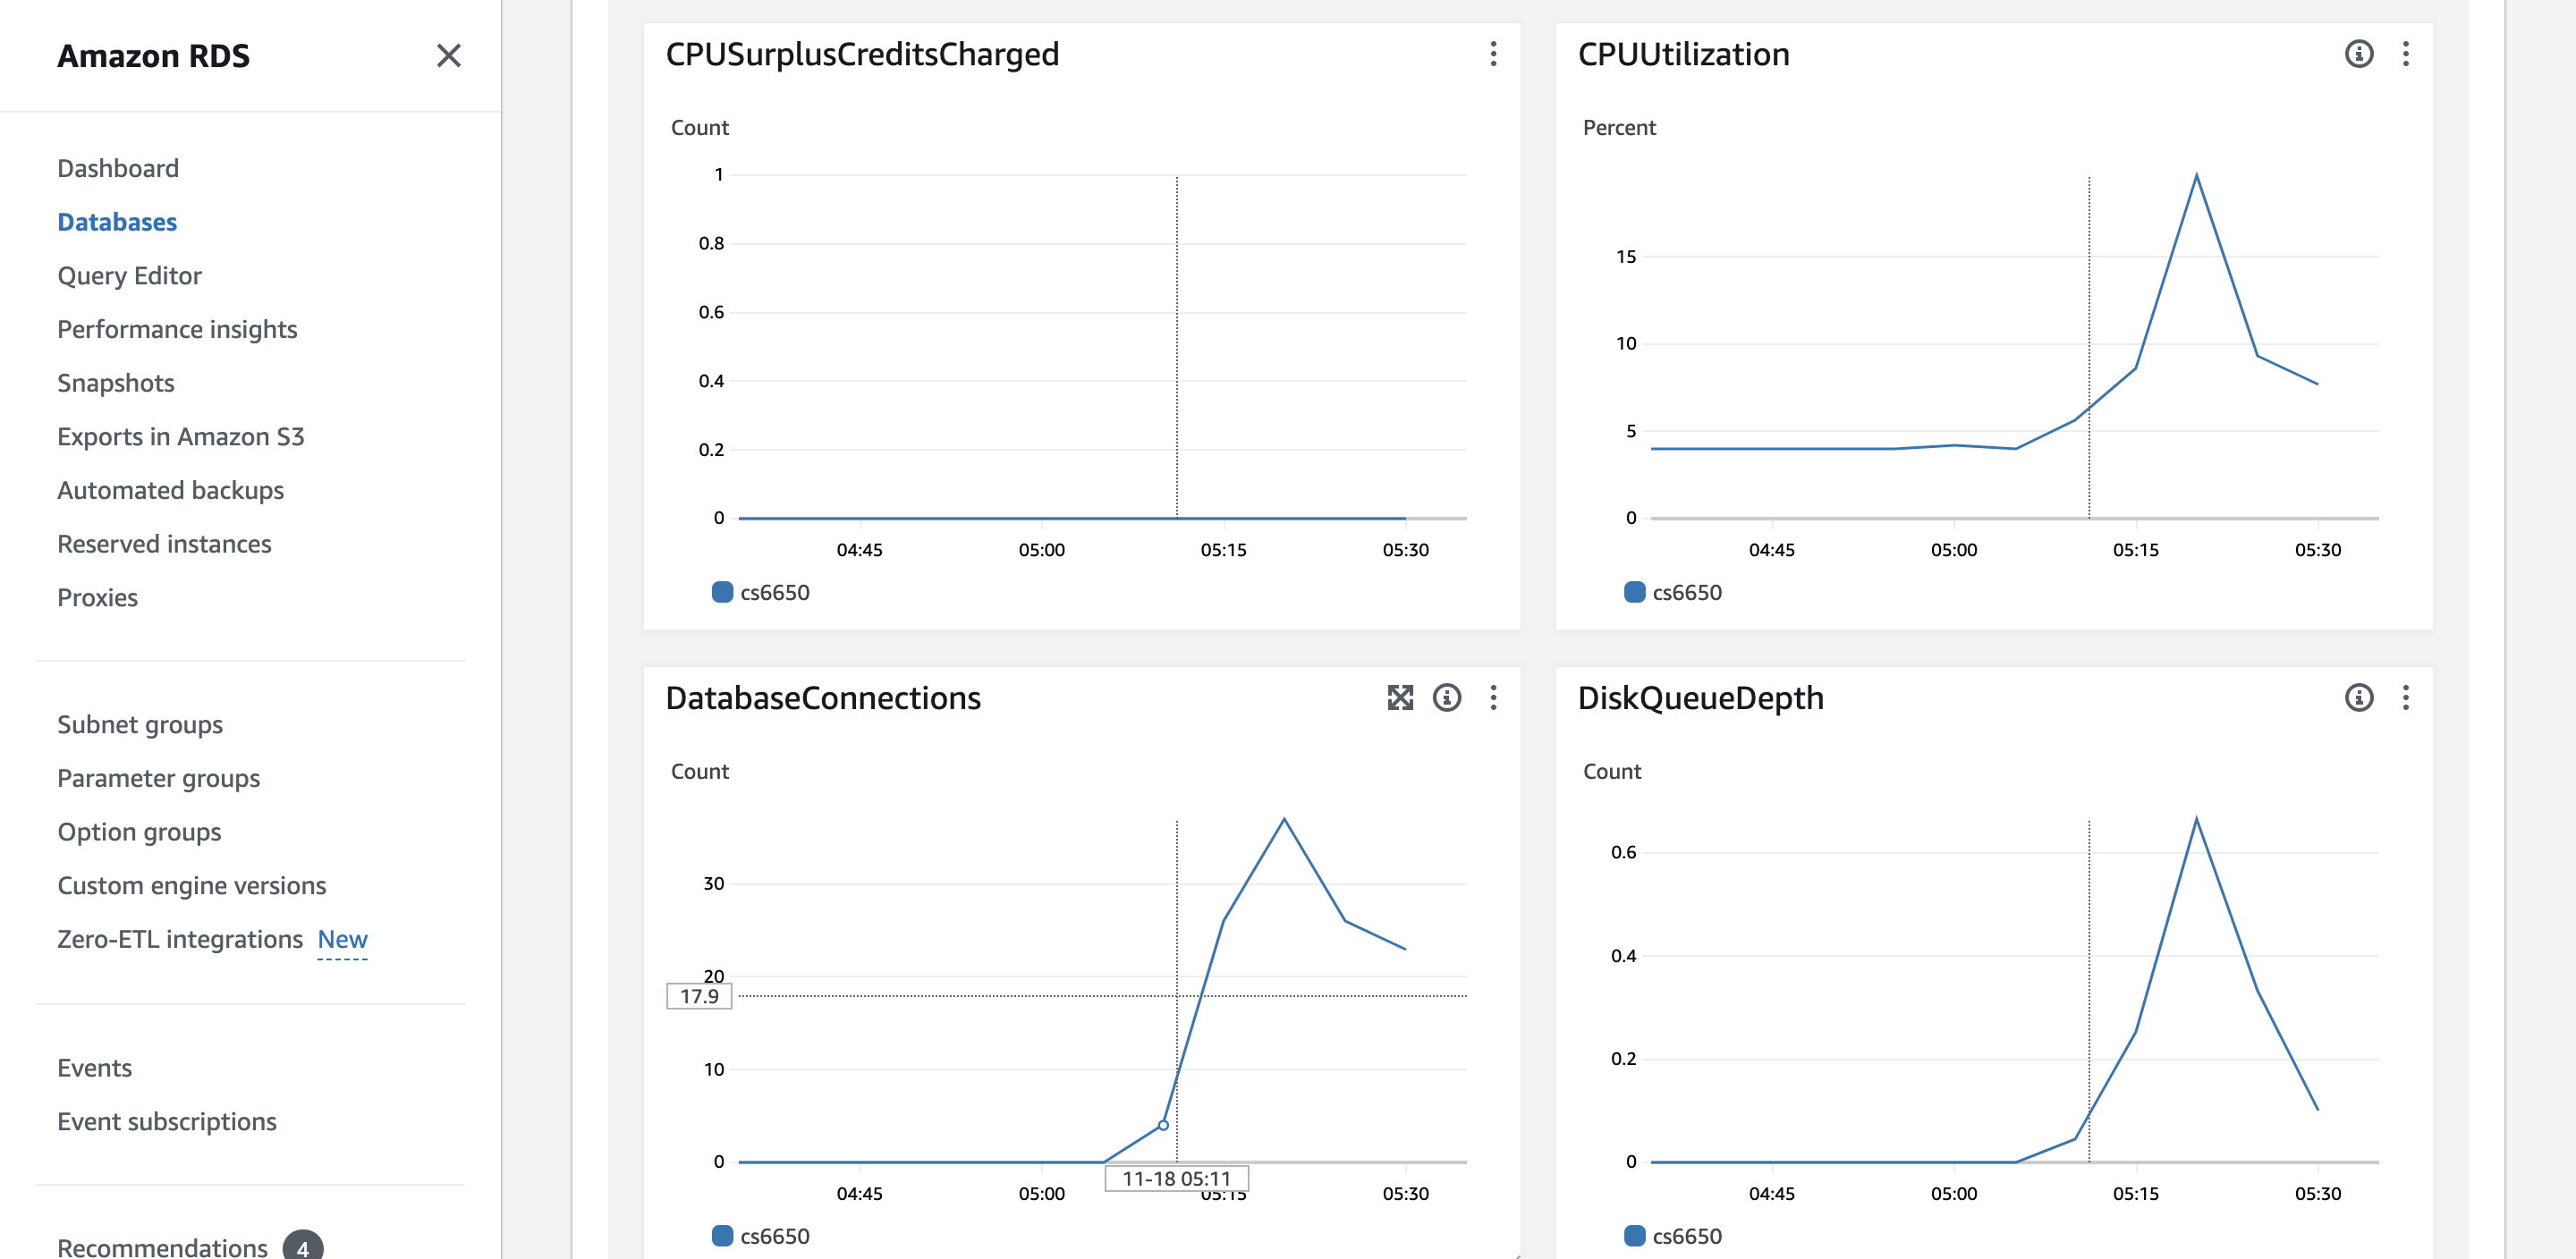 Amazon RDS
Dashboard
Databases
Query Editor
Performance insights
Snapshots
Exports in Amazon S3
Automated backups
Reserved instances
Proxies
Subnet groups
Parameter groups
Option groups
Custom engine versions
Zero-ETL integrations New
Events
Event subscriptions
Recommendations 4
CPUSurplusCreditsCharged
Count
1
0.8
0.6
0.4
0.2
0
04:45 05:00 05:15 05:30
cs6650
CPUUtilization
Percent
15
10
5
0
04:45 05:00 05:15 05:30
cs6650
DatabaseConnections
Count
30
20
17.9
10
0
11-18 05:11
04:45 05:00 05:15 05:30
cs6650
DiskQueueDepth
Count
0.6
0.4
0.2
0
04:45 05:00 05:15 05:30
cs6650